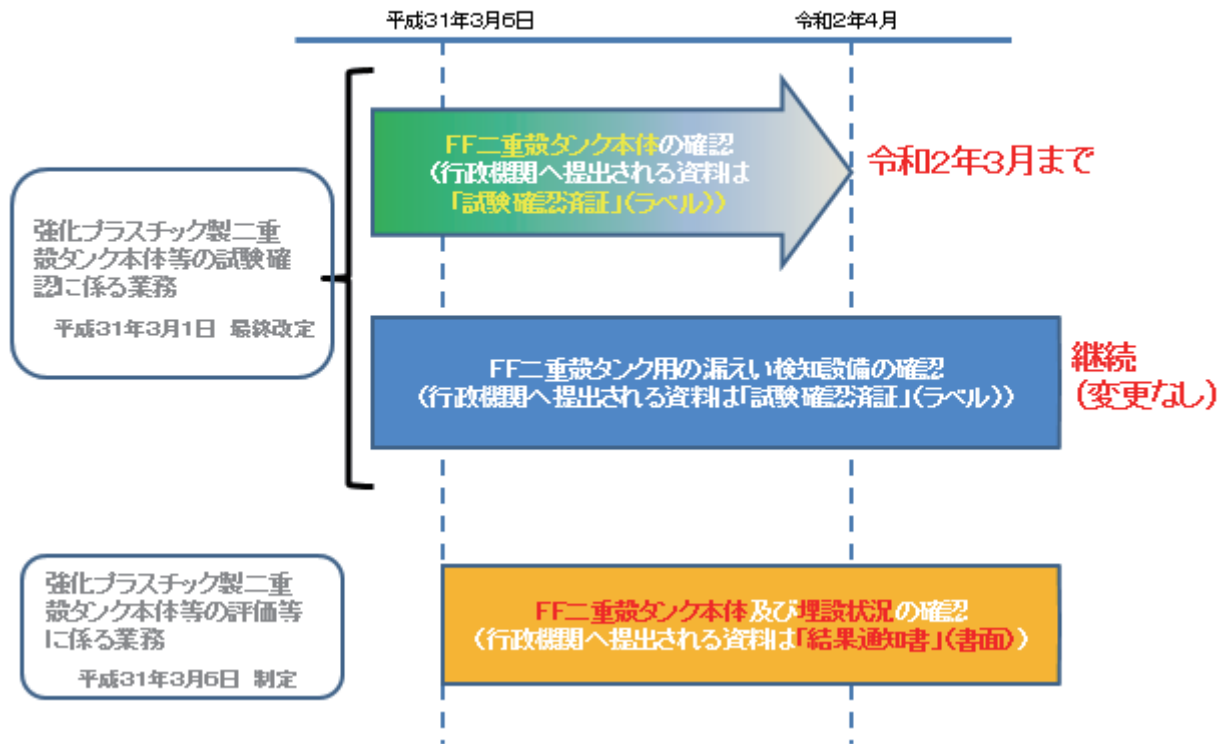 平成31年3月6日
令和2年4月
FF二重殻タンク本体の確認
(行政機関へ提出される資料は
「試験確認済証」(ラベル))
令和2年3月まで
強化プラスチック製二重
殻タンク本体等の試験確
認に係る業務
平成31年3月1日 最終改定
FF二重殻タンク用の漏えい検知設備の確認
(行政機関へ提出される資料は「試験確認済証」(ラベル))
継続
(変更なし)
強化プラスチック製二重
殻タンク本体等の評価等
に係る業務
平成31年3月6日 制定
FF二重殻タンク本体及び埋設状況の確認
(行政機関へ提出される資料は「結果通知書」(書面))